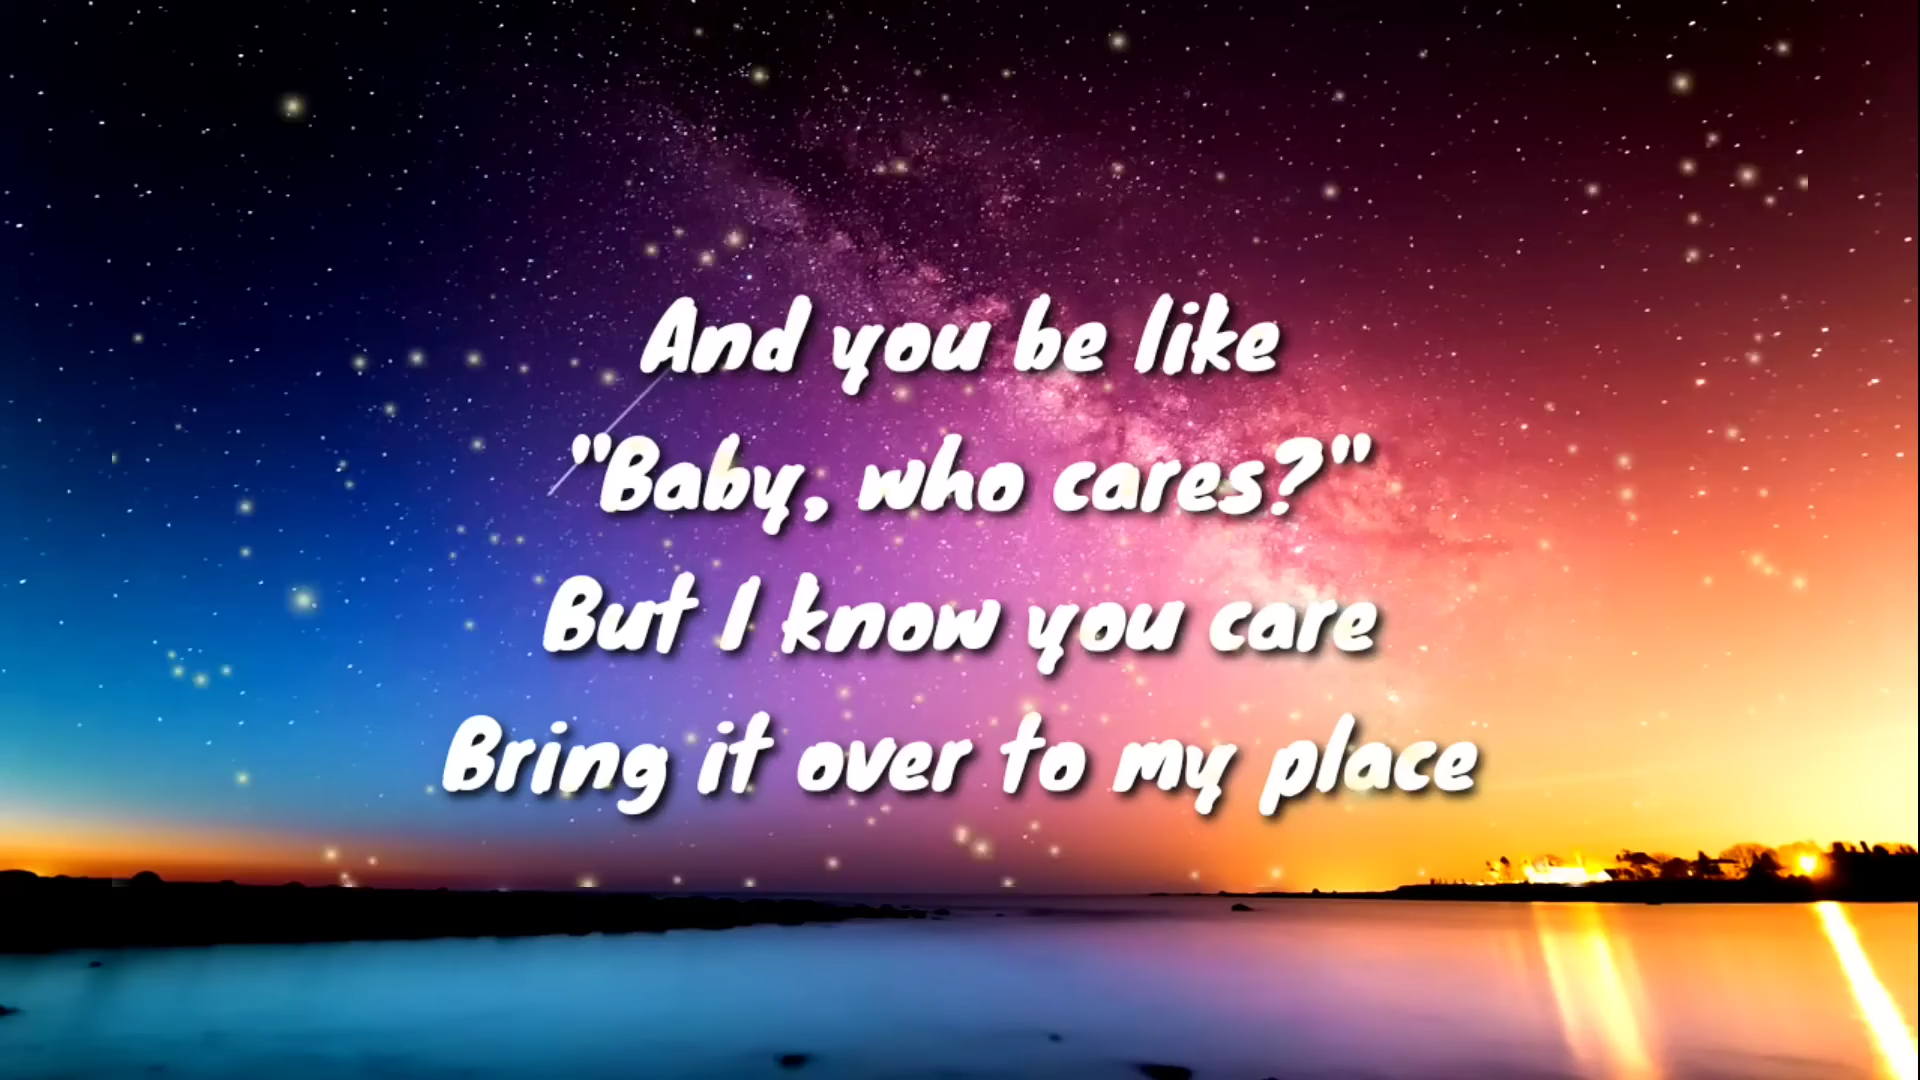 And you be like
"Baby, who cares?"
But I know you care
Bring it over to my place